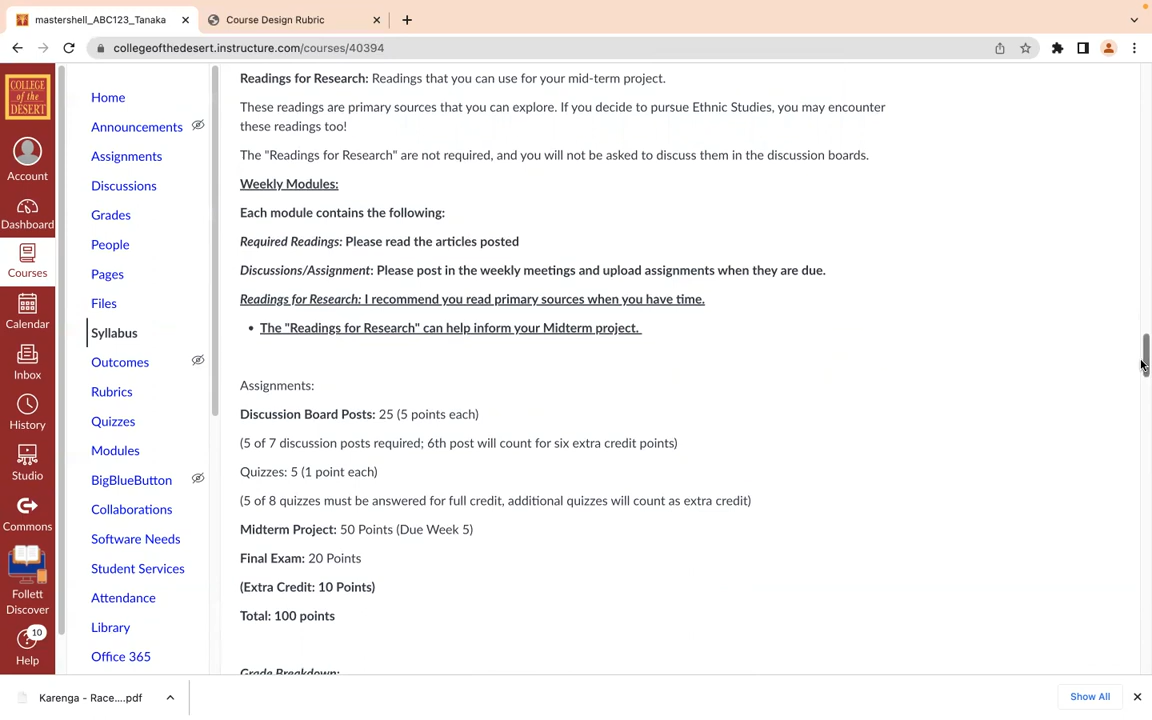 mastershell_ABC123_Tanaka
Course Design Rubric
collegeofthedesert.instructure.com/courses/40394
COLLEGE
of the
DESERT
Account
Dashboard
Courses
Calendar
Inbox
History
Studio
Commons
Follett
Discover
10
Help
Home
Announcements
Assignments
Discussions
Grades
People
Pages
Files
Syllabus
Outcomes
Rubrics
Quizzes
Modules
BigBlueButton
Collaborations
Software Needs
Student Services
Attendance
Library
Office 365
Readings for Research: Readings that you can use for your mid-term project.
These readings are primary sources that you can explore. If you decide to pursue Ethnic Studies, you may encounter
these readings too!
The "Readings for Research" are not required, and you will not be asked to discuss them in the discussion boards.
Weekly Modules:
Each module contains the following:
Required Readings: Please read the articles posted
Discussions/Assignment: Please post in the weekly meetings and upload assignments when they are due.
Readings for Research: I recommend you read primary sources when you have time.
• The "Readings for Research" can help inform your Midterm project.
Assignments:
Discussion Board Posts: 25 (5 points each)
(5 of 7 discussion posts required; 6th post will count for six extra credit points)
Quizzes: 5 (1 point each)
(5 of 8 quizzes must be answered for full credit, additional quizzes will count as extra credit)
Midterm Project: 50 Points (Due Week 5)
Final Exam: 20 Points
(Extra Credit: 10 Points)
Total: 100 points
Grade Breakdown:
Karenga - Race....pdf
Show All